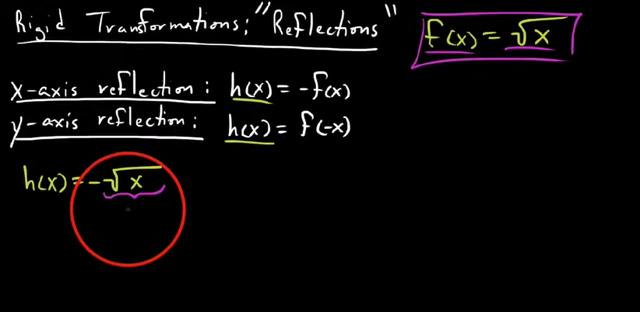 Rigid Transformations: "Reflections"
f(x) = √x
x-axis reflection: h(x) = -f(x)
y-axis reflection: h(x) = f(-x)
h(x) = -√x